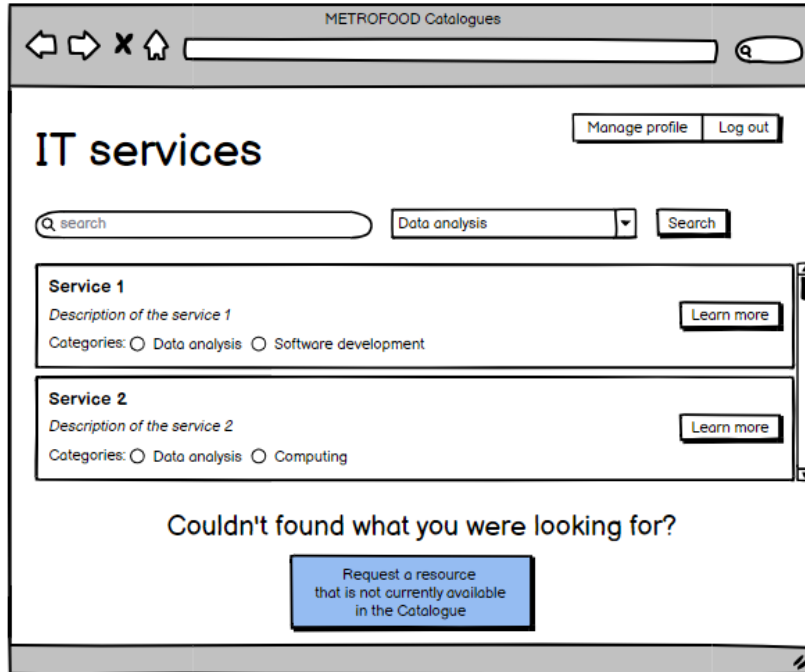 METROFOOD Catalogues
IT services
Manage profile
Log out
search
Data analysis
Search
Service 1
Description of the service 1
Learn more
Categories: Data analysis Software development
Service 2
Description of the service 2
Learn more
Categories: Data analysis Computing
Couldn't found what you were looking for?
Request a resource
that is not currently available
in the Catalogue